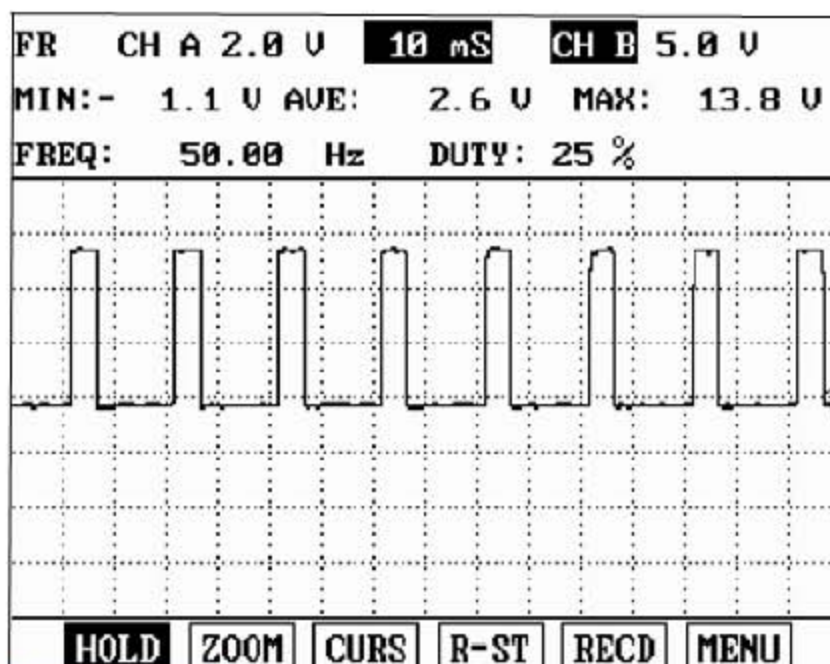 FR CH A 2.0 V 10 mS CH B 5.0 V
MIN:- 1.1 V AVE: 2.6 V MAX: 13.8 V
FREQ: 50.00 Hz DUTY: 25 %
HOLD ZOOM CURS R-ST RECD MENU